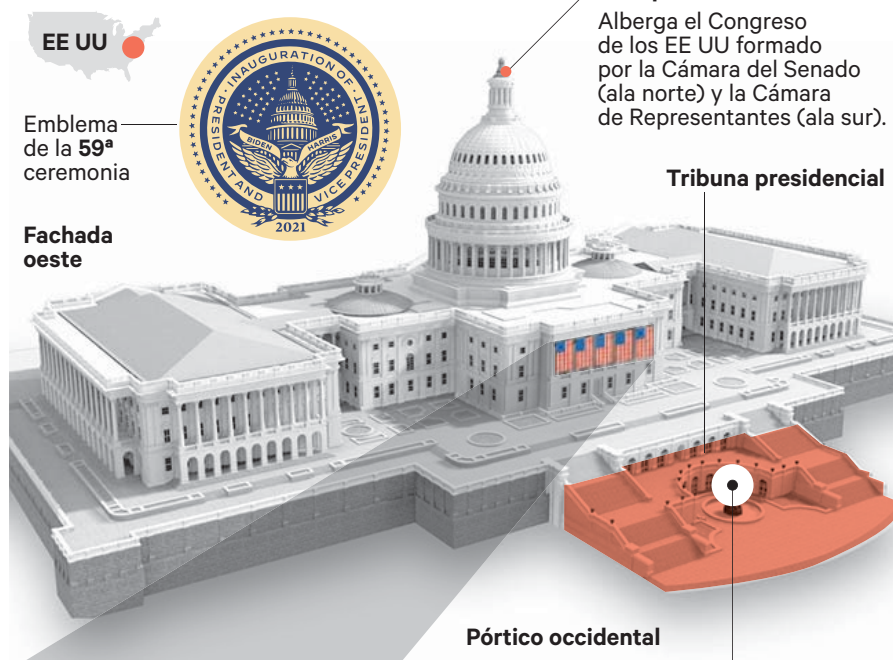 EE UU
Alberga el Congreso
de los EE UU formado
por la Cámara del Senado
(ala norte) y la Cámara
de Representantes (ala sur).
INAUGURATION OF
PRESIDENT AND
VICE PRESIDENT
BIDEN
HARRIS
2021
Emblema
de la 59ª
ceremonia
Tribuna presidencial
Fachada
oeste
Pórtico occidental